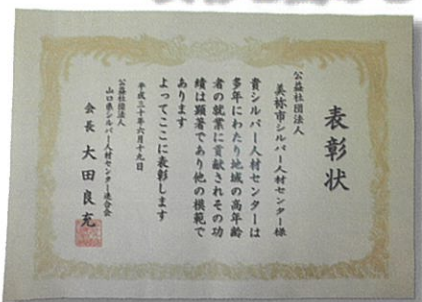 表彰状
公益社団法人
美祢市シルバー人材センター様
貴シルバー人材センターは
多年にわたり地域の高年齢
者の就業に貢献されその功
績は顕著であり他の模範で
あります
よってここに表彰します
平成三十年六月十九日
公益社団法人
山口県シルバー人材センター連合会
会長 大田良充